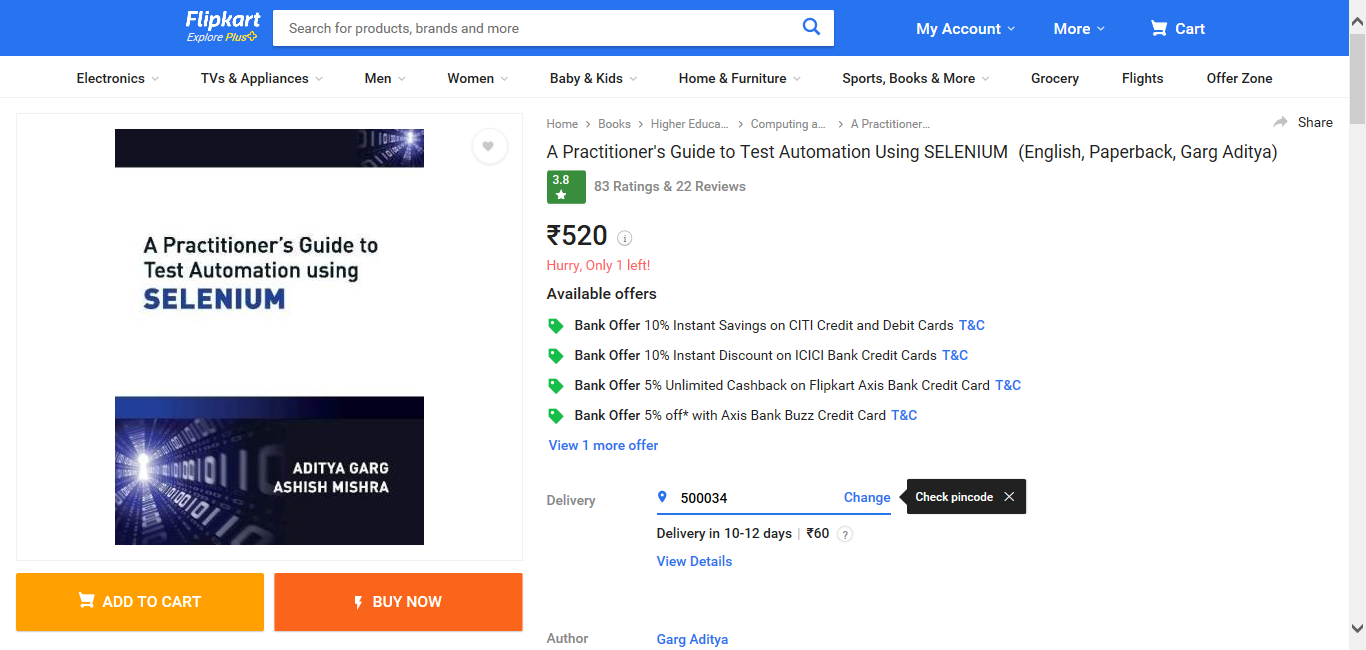 Flipkart
Explore Plus
Search for products, brands and more
My Account
More
Cart
Electronics
TVs & Appliances
Men
Women
Baby & Kids
Home & Furniture
Sports, Books & More
Grocery
Flights
Offer Zone
Home
Books
Higher Educa...
Computing a...
A Practitioner...
Share
A Practitioner's Guide to Test Automation Using SELENIUM (English, Paperback, Garg Aditya)
3.8
83 Ratings & 22 Reviews
₹520
i
Hurry, Only 1 left!
Available offers
Bank Offer 10% Instant Savings on CITI Credit and Debit Cards T&C
Bank Offer 10% Instant Discount on ICICI Bank Credit Cards T&C
Bank Offer 5% Unlimited Cashback on Flipkart Axis Bank Credit Card T&C
Bank Offer 5% off* with Axis Bank Buzz Credit Card T&C
View 1 more offer
Delivery
500034
Change
Check pincode
Delivery in 10-12 days | ₹60 ?
View Details
Author
Garg Aditya
A Practitioner's Guide to
Test Automation using
SELENIUM
ADITYA GARG
ASHISH MISHRA
ADD TO CART
BUY NOW